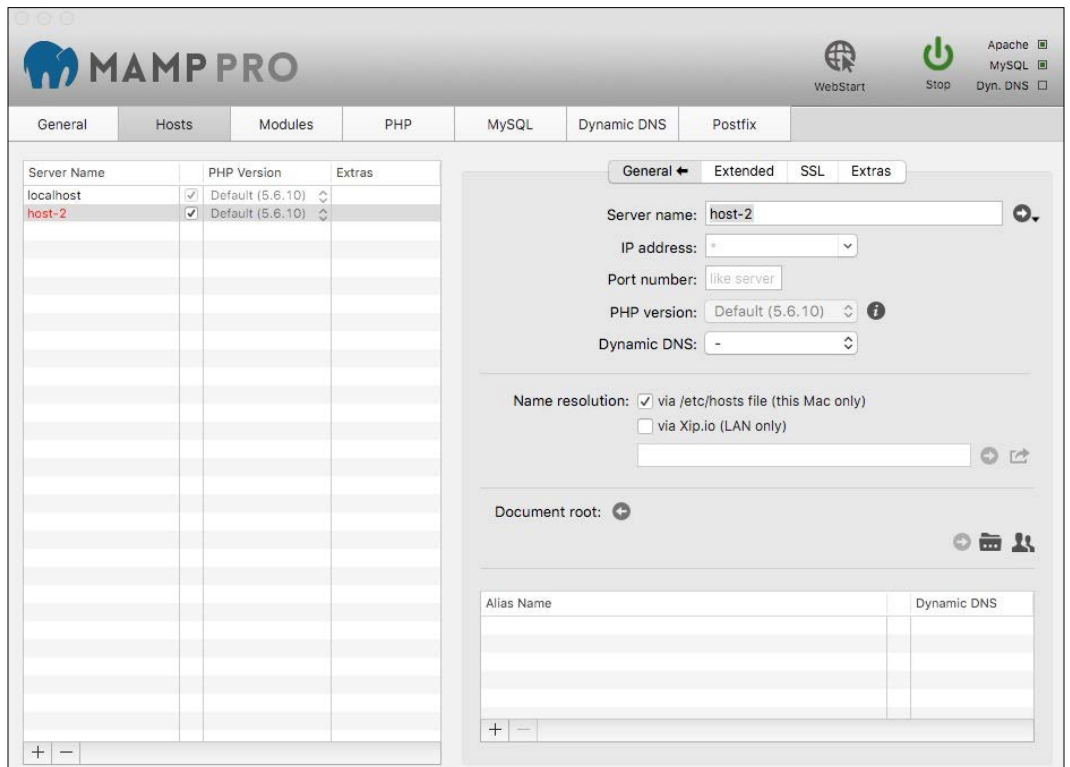 MAMP PRO
WebStart
Stop
Apache
MySQL
Dyn. DNS
General Hosts Modules PHP MySQL Dynamic DNS Postfix
Server Name PHP Version Extras
localhost Default (5.6.10)
host-2 Default (5.6.10)
General Extended SSL Extras
Server name: host-2
IP address: *
Port number: like server
PHP version: Default (5.6.10)
Dynamic DNS: -
Name resolution: via /etc/hosts file (this Mac only)
via Xip.io (LAN only)
Document root:
Alias Name Dynamic DNS